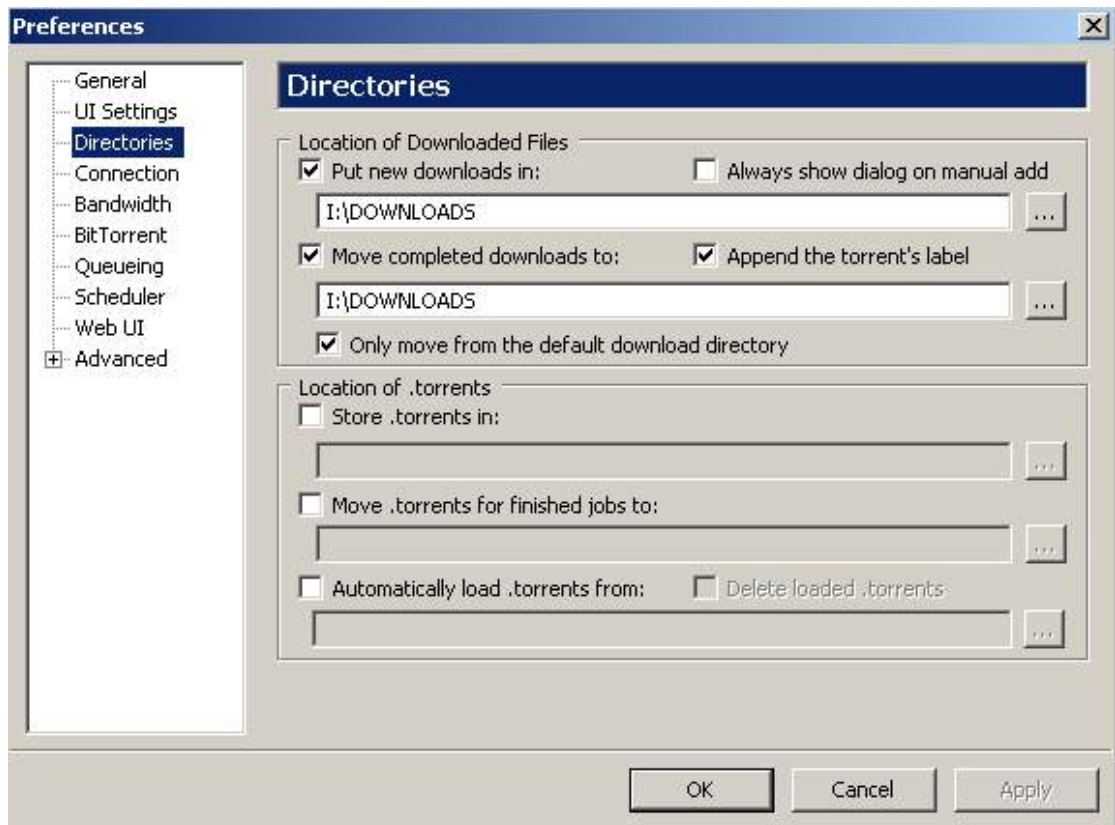 Preferences
General
UI Settings
Directories
Connection
Bandwidth
BitTorrent
Queueing
Scheduler
Web UI
Advanced
Directories
Location of Downloaded Files
Put new downloads in:
Always show dialog on manual add
I:\DOWNLOADS
...
Move completed downloads to:
Append the torrent's label
I:\DOWNLOADS
...
Only move from the default download directory
Location of .torrents
Store .torrents in:
...
Move .torrents for finished jobs to:
...
Automatically load .torrents from:
Delete loaded .torrents
...
OK
Cancel
Apply